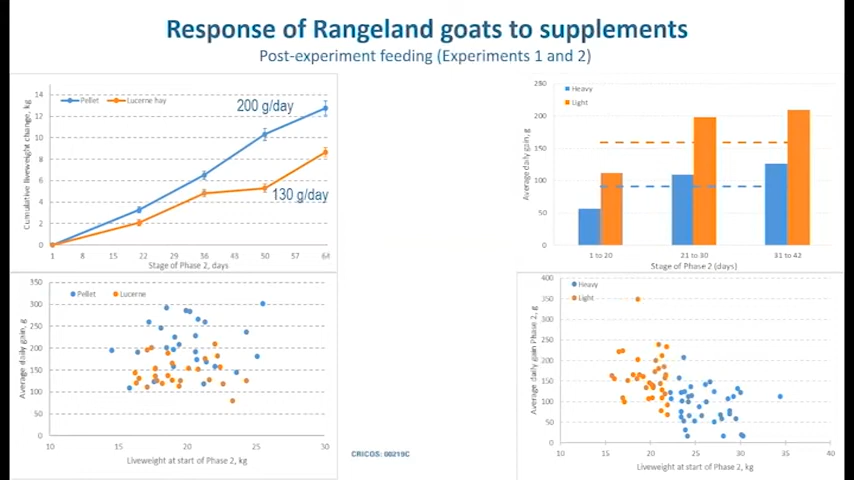 Response of Rangeland goats to supplements
Post-experiment feeding (Experiments 1 and 2)
Pellet
Lucerne hay
200 g/day
130 g/day
Cumulative liveweight change, kg
14
12
10
8
6
4
2
0
1 8 15 22 29 36 43 50 57 64
Stage of Phase 2, days
Heavy
Light
Average daily gain, g
250
200
150
100
50
0
1 to 20 21 to 30 31 to 42
Stage of Phase 2 (days)
Pellet
Lucerne
Average daily gain, g
350
300
250
200
150
100
50
0
10 15 20 25 30
Liveweight at start of Phase 2, kg
CRICOS: 00219C
Heavy
Light
Average daily gain Phase 2, g
400
350
300
250
200
150
100
50
0
10 15 20 25 30 35 40
Liveweight at start of Phase 2, kg